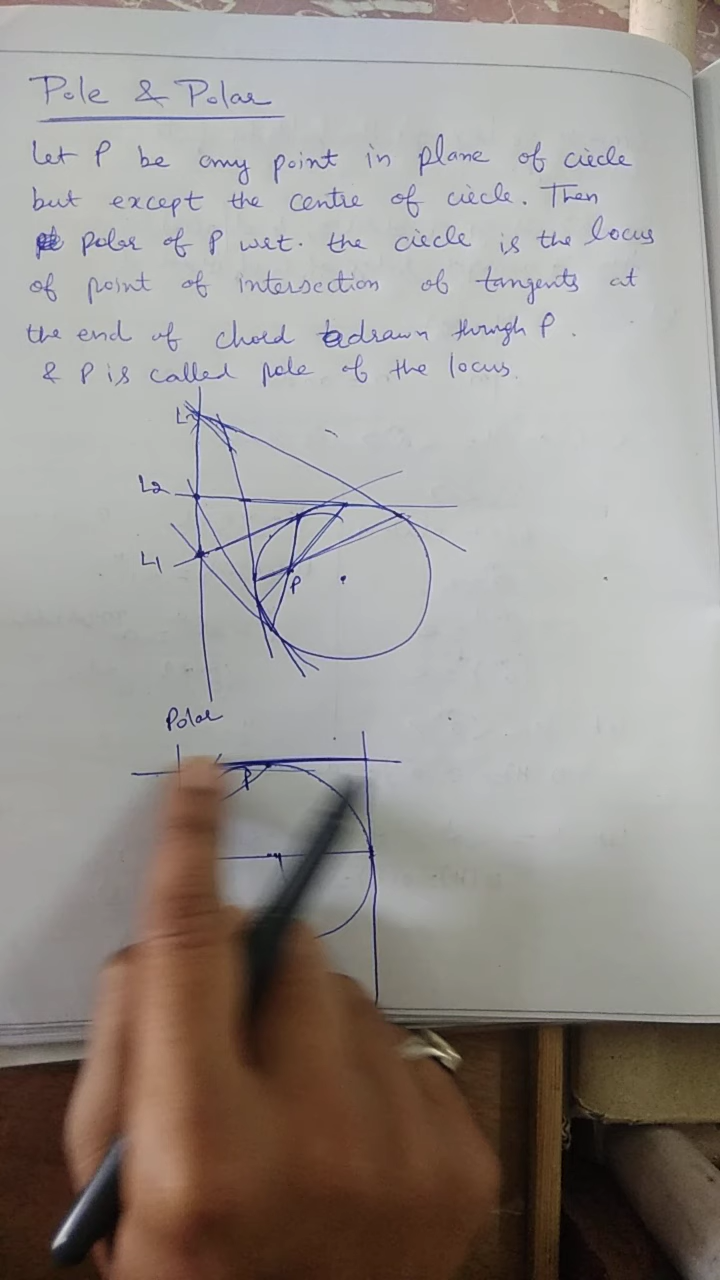 Pole & Polar
Let P be any point in plane of circle
but except the centre of circle. Then
polar of P wrt. the circle is the locus
of point of intersection of tangents at
the end of chord drawn through P.
& P is called pole of the locus.
L2
L1
P
Polar
P